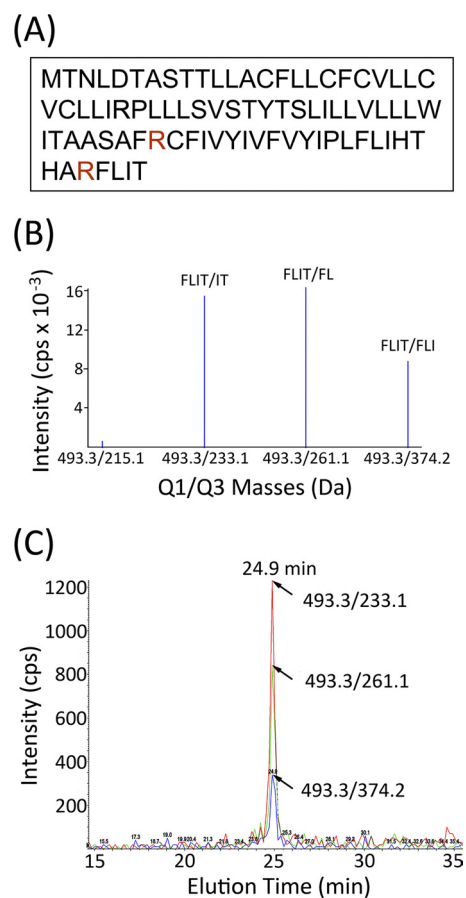 (A)
MTNLDTASTTLLACFLLCFCVLLC
VCLLIRPLLLSVSTYTSLILLVLLLW
ITAASAFRCFIVYIVFVYIPLFLIHT
HARFLIT
(B)
Intensity (cps x 10-3)
16
12
8
4
FLIT/IT
FLIT/FL
FLIT/FLI
493.3/215.1 493.3/233.1 493.3/261.1 493.3/374.2
Q1/Q3 Masses (Da)
(C)
24.9 min
Intensity (cps)
1200
1000
800
600
400
200
493.3/233.1
493.3/261.1
493.3/374.2
15 20 25 30 35
Elution Time (min)